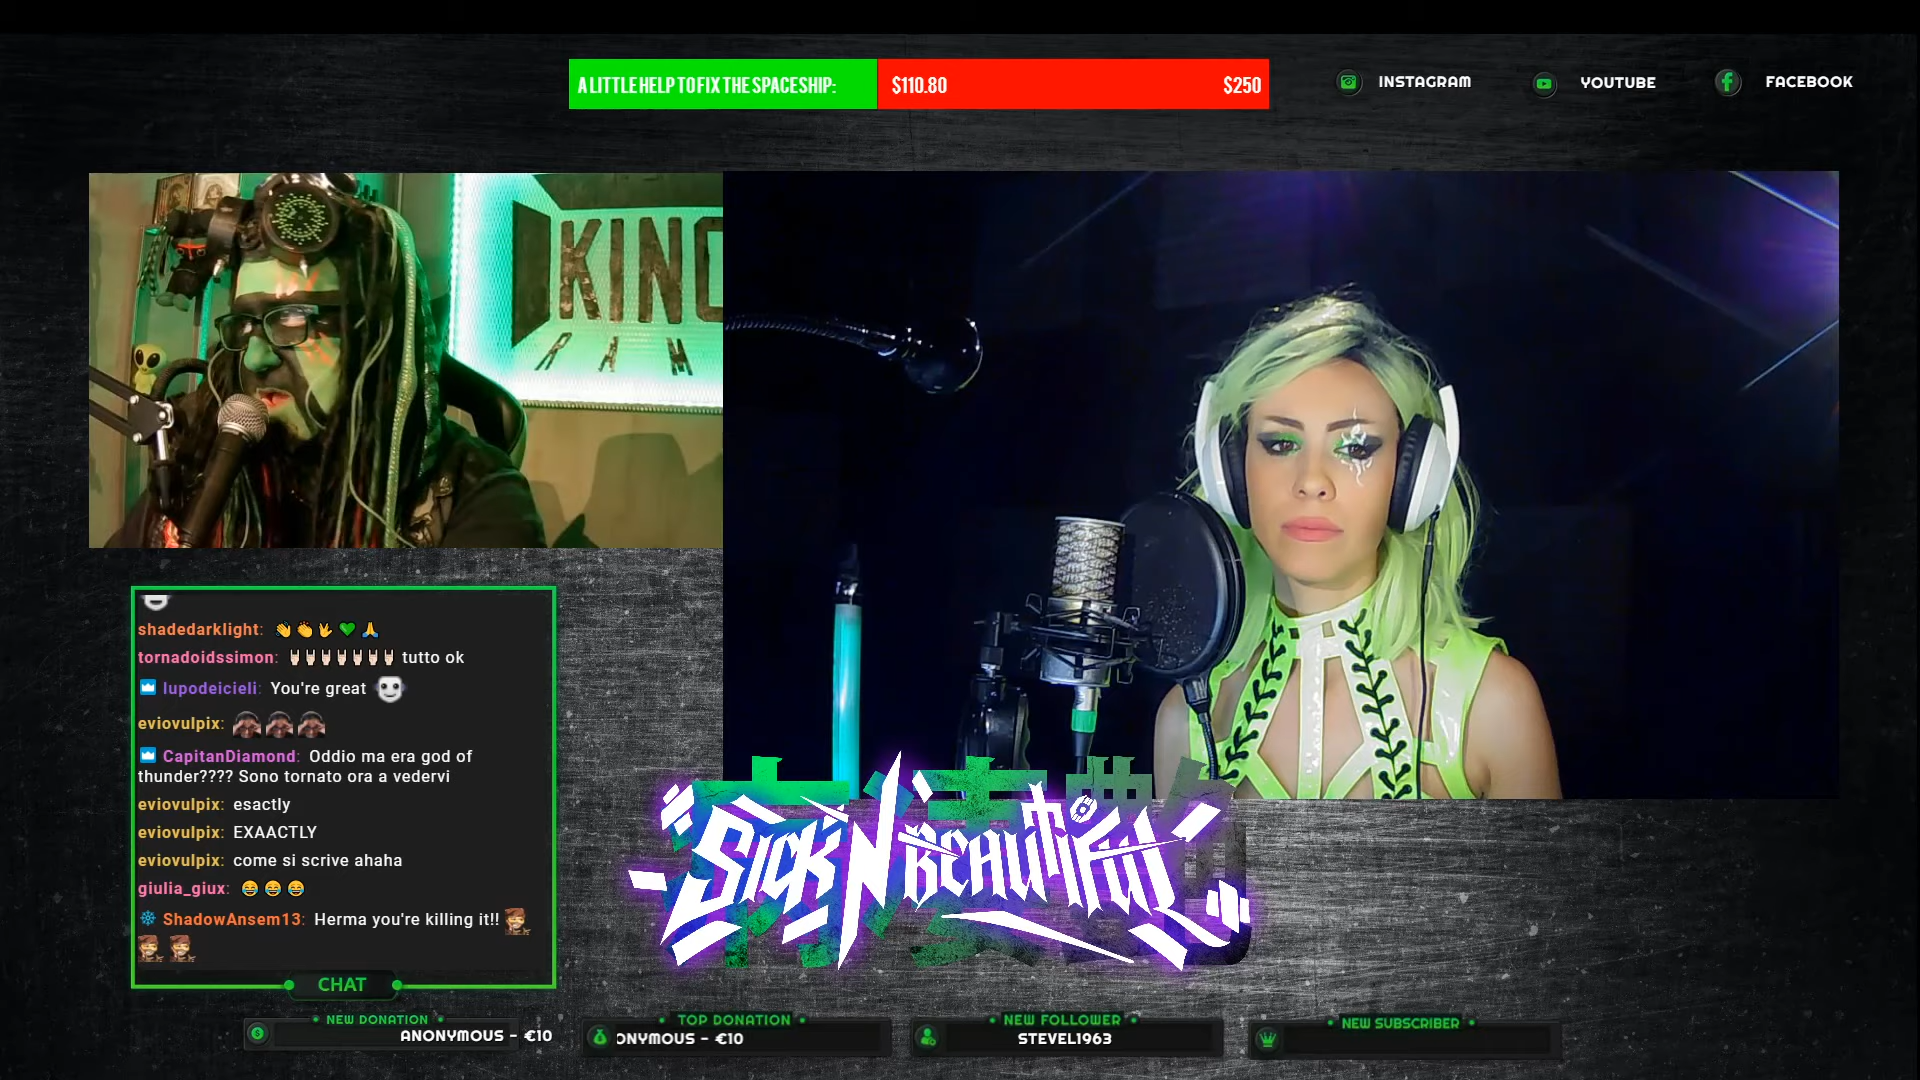 A LITTLE HELP TO FIX THE SPACESHIP: $110.80 $250
INSTAGRAM
YOUTUBE
FACEBOOK
KING
RAM
shadedarklight: 👋👏🖖💚🙏
tornadoidssimon: 🤘🏻🤘🏻🤘🏻🤘🏻🤘🏻🤘🏻🤘🏻 tutto ok
lupodeicieli: You're great
eviovulpix:
CapitanDiamond: Oddio ma era god of
thunder???? Sono tornato ora a vedervi
eviovulpix: esactly
eviovulpix: EXAACTLY
eviovulpix: come si scrive ahaha
giulia_giux: 😂😂😂
ShadowAnsem13: Herma you're killing it!!
CHAT
SICK N BEAUTIFUL
NEW DONATION
ANONYMOUS - €10
TOP DONATION
ONYMOUS - €10
NEW FOLLOWER
STEVEL1963
NEW SUBSCRIBER